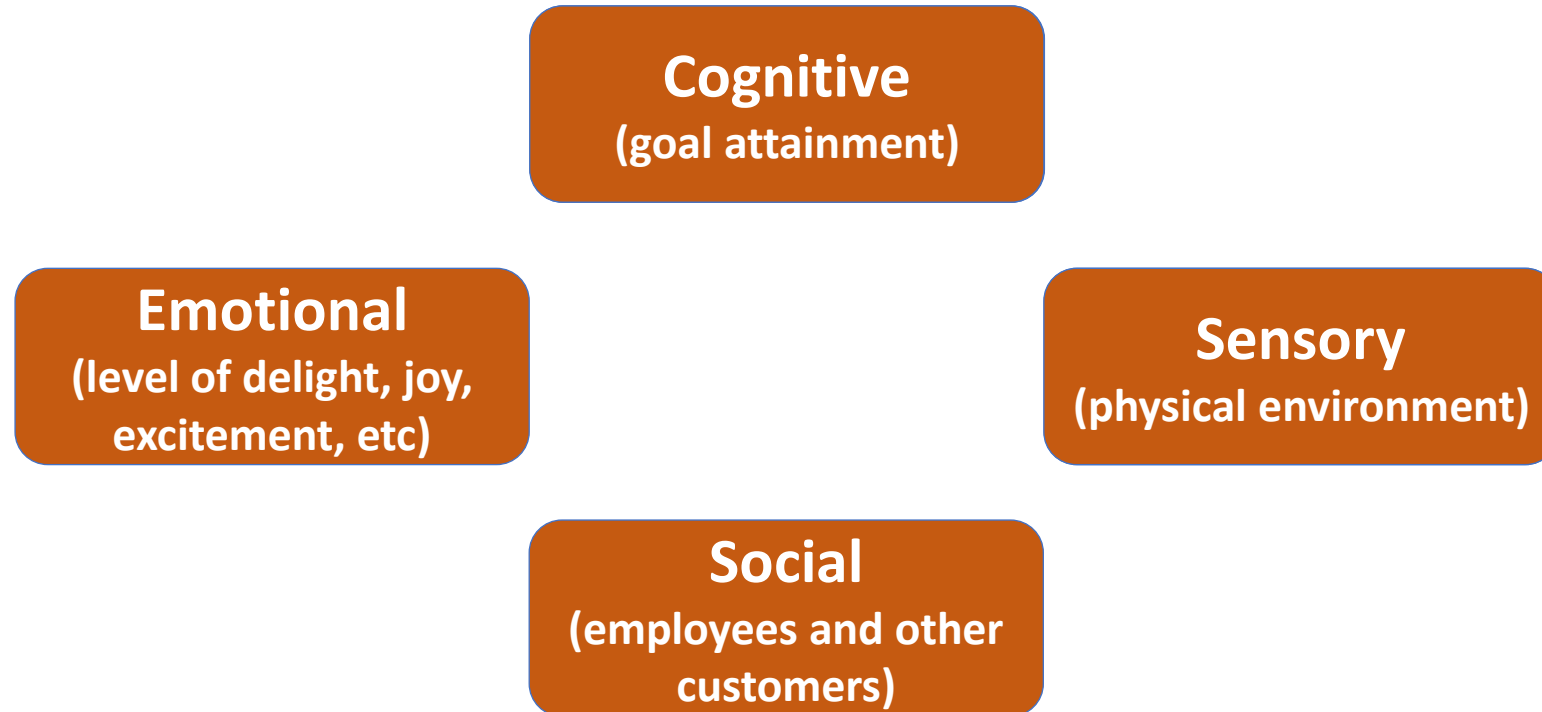 Cognitive
(goal attainment)
Emotional
(level of delight, joy,
excitement, etc)
Sensory
(physical environment)
Social
(employees and other
customers)